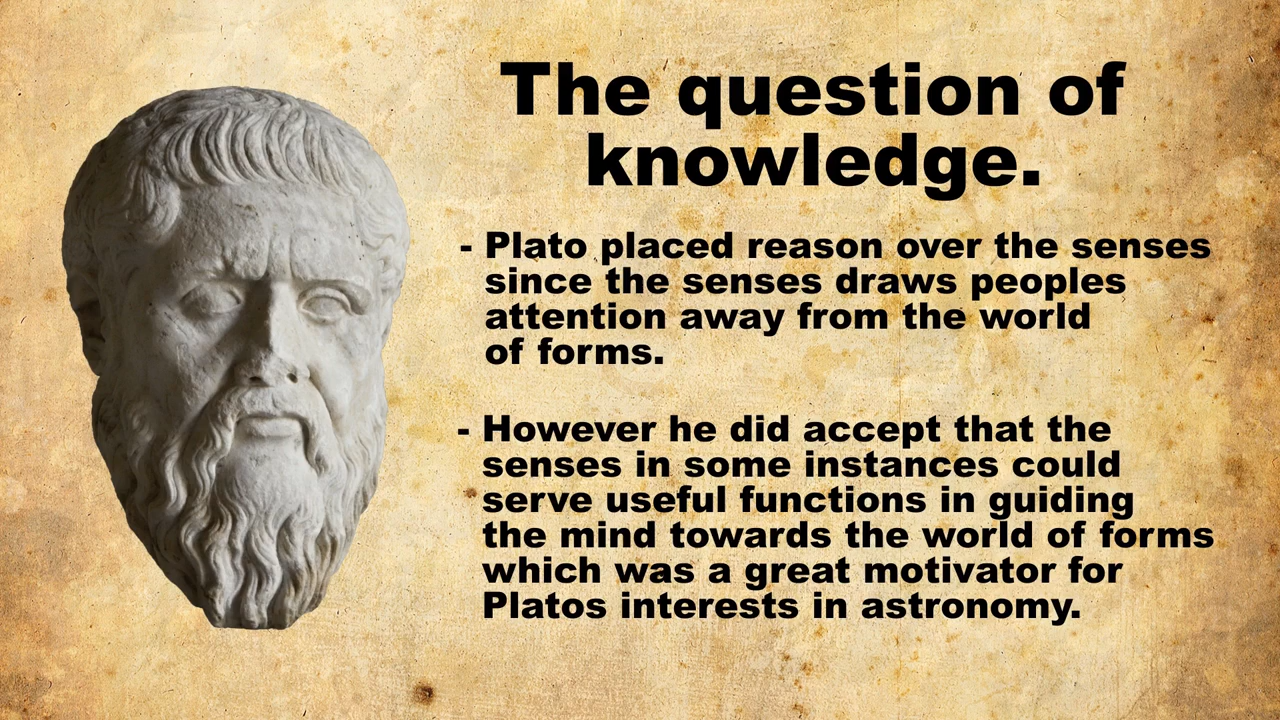 The question of
knowledge.
- Plato placed reason over the senses
since the senses draws peoples
attention away from the world
of forms.
- However he did accept that the
senses in some instances could
serve useful functions in guiding
the mind towards the world of forms
which was a great motivator for
Platos interests in astronomy.